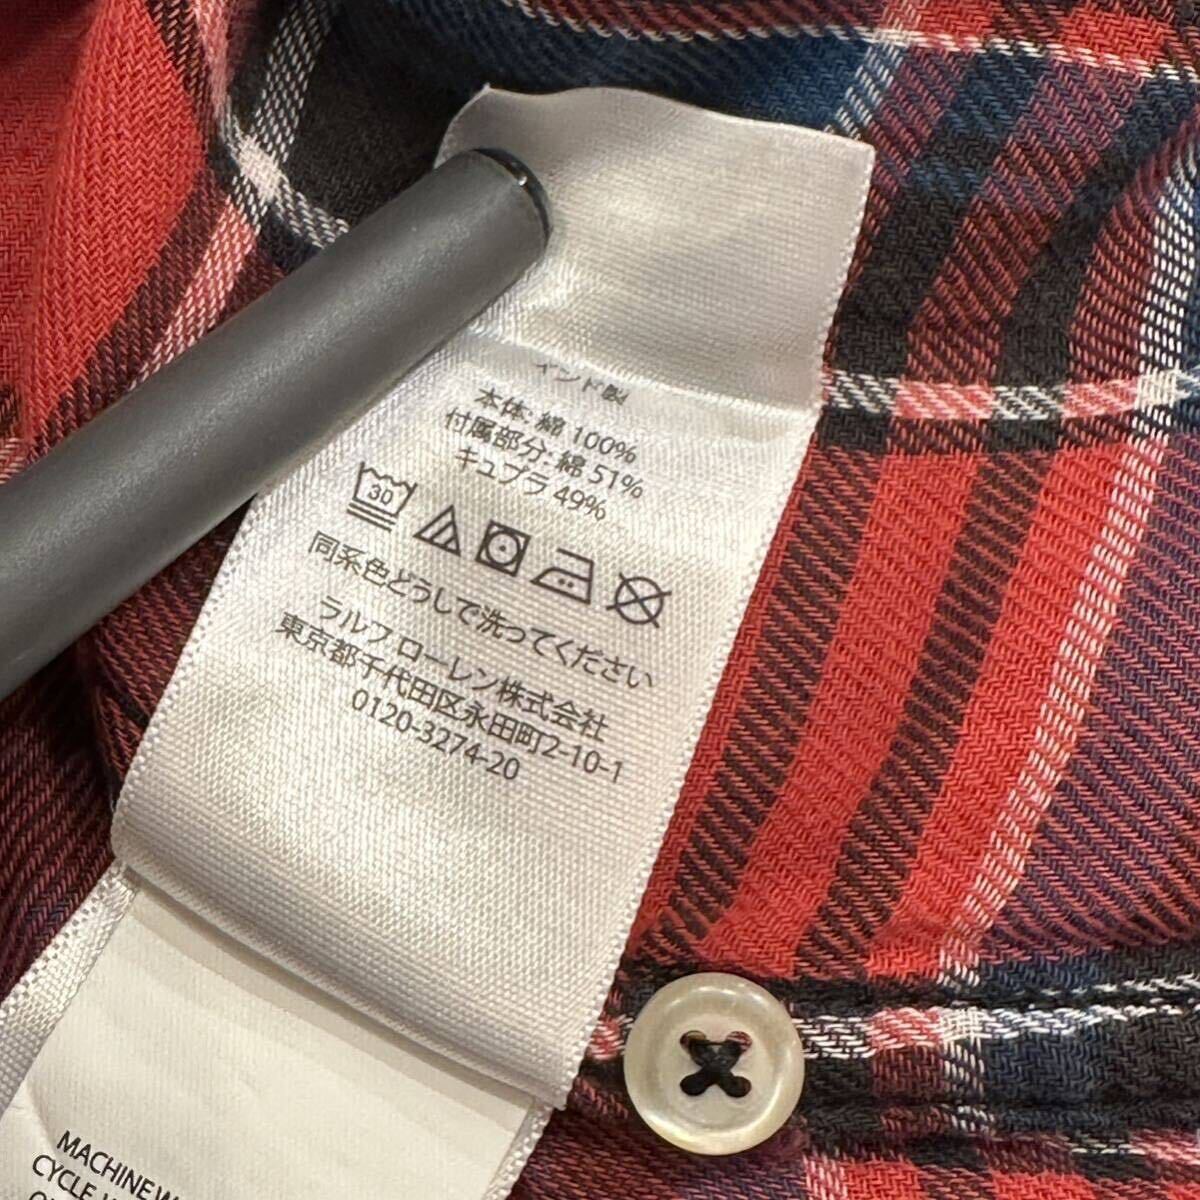 インド製
本体: 綿 100%
付属部分: 綿 51%
キュプラ 49%
30
同系色どうしで洗ってください
ラルフ ローレン株式会社
東京都千代田区永田町2-10-1
0120-3274-20
MACHINE W
CYCLE